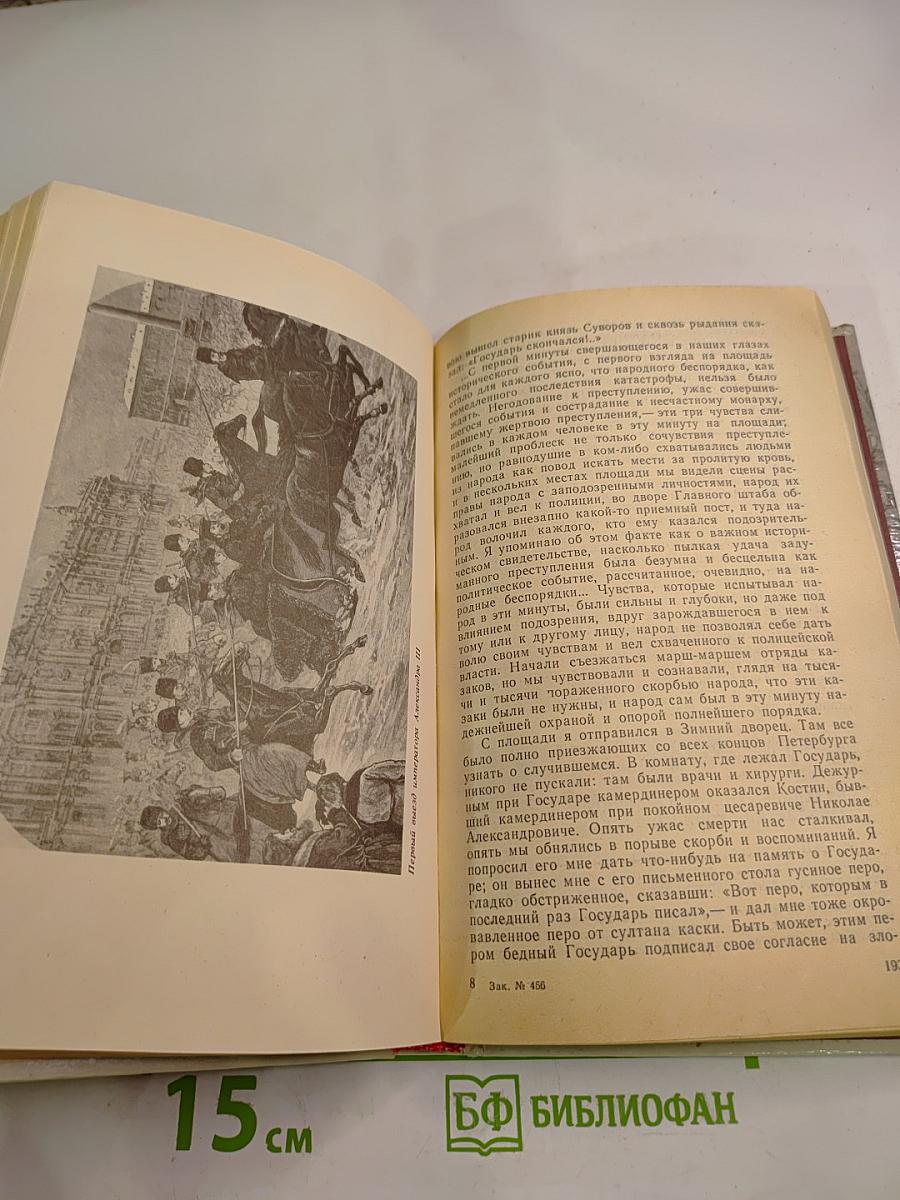 Первый выезд императора Александра III
вою вышел старик князь Суворов и сквозь рыдания ска-
зал: «Государь скончался!..»
С первой минуты свершающегося в наших глазах
исторического события, с первого взгляда на площадь
стало для каждого ясно, что народного беспорядка, как
немедленного последствия катастрофы, нельзя было
ждать. Негодование к преступлению, ужас совершив-
шегося события и сострадание к несчастному монарху,
павшему жертвою преступления,— эти три чувства сли-
вались в каждом человеке в эту минуту на площади;
малейший проблеск не только сочувствия преступле-
нию, но равнодушие в ком-либо схватывались людьми
из народа как повод искать мести за пролитую кровь,
и в нескольких местах площади мы видели сцены рас-
правы народа с заподозренными личностями, народ их
хватал и вел к полиции, во дворе Главного штаба об-
разовался внезапно какой-то приемный пост, и туда на-
род волочил каждого, кто ему казался подозритель-
ным. Я упоминаю об этом факте как о важном истори-
ческом свидетельстве, насколько пылкая удача заду-
манного преступления была безумна и бесцельна как
политическое событие, рассчитанное, очевидно, на на-
родные беспорядки... Чувства, которые испытывал на-
род в эти минуты, были сильны и глубоки, но даже под
влиянием подозрения, вдруг зарождавшегося в нем к
тому или к другому лицу, народ не позволял себе дать
волю своим чувствам и вел схваченного к полицейской
власти. Начали съезжаться марш-маршем отряды ка-
заков, но мы чувствовали и сознавали, глядя на тыся-
чи и тысячи пораженного скорбью народа, что эти ка-
заки были не нужны, и народ сам был в эту минуту на-
дежнейшей охраной и опорой полнейшего порядка.
С площади я отправился в Зимний дворец. Там все
было полно приезжающих со всех концов Петербурга
узнать о случившемся. В комнату, где лежал Государь,
никого не пускали: там были врачи и хирурги. Дежур-
ным при Государе камердинером оказался Костин, быв-
ший камердинером при покойном цесаревиче Николае
Александровиче. Опять ужас смерти нас сталкивал,
опять мы обнялись в порыве скорби и воспоминаний. Я
попросил его мне дать что-нибудь на память о Госуда-
ре; он вынес мне с его письменного стола гусиное перо,
гладко обстриженное, сказавши: «Вот перо, которым в
последний раз Государь писал»,— и дал мне тоже окро-
вавленное перо от султана каски. Быть может, этим пе-
ром бедный Государь подписал свое согласие на зло-
8 Зак. № 456
15 см
БФ БИБЛИОФАН